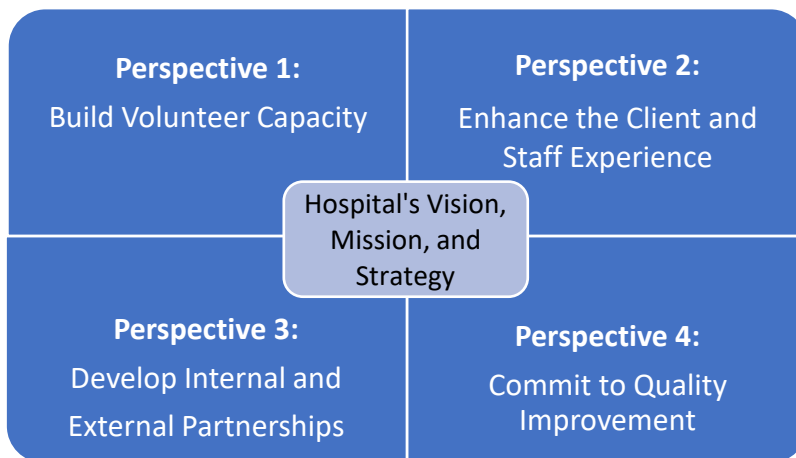 Perspective 1:
Build Volunteer Capacity
Perspective 2:
Enhance the Client and
Staff Experience
Hospital's Vision,
Mission, and
Strategy
Perspective 3:
Develop Internal and
External Partnerships
Perspective 4:
Commit to Quality
Improvement